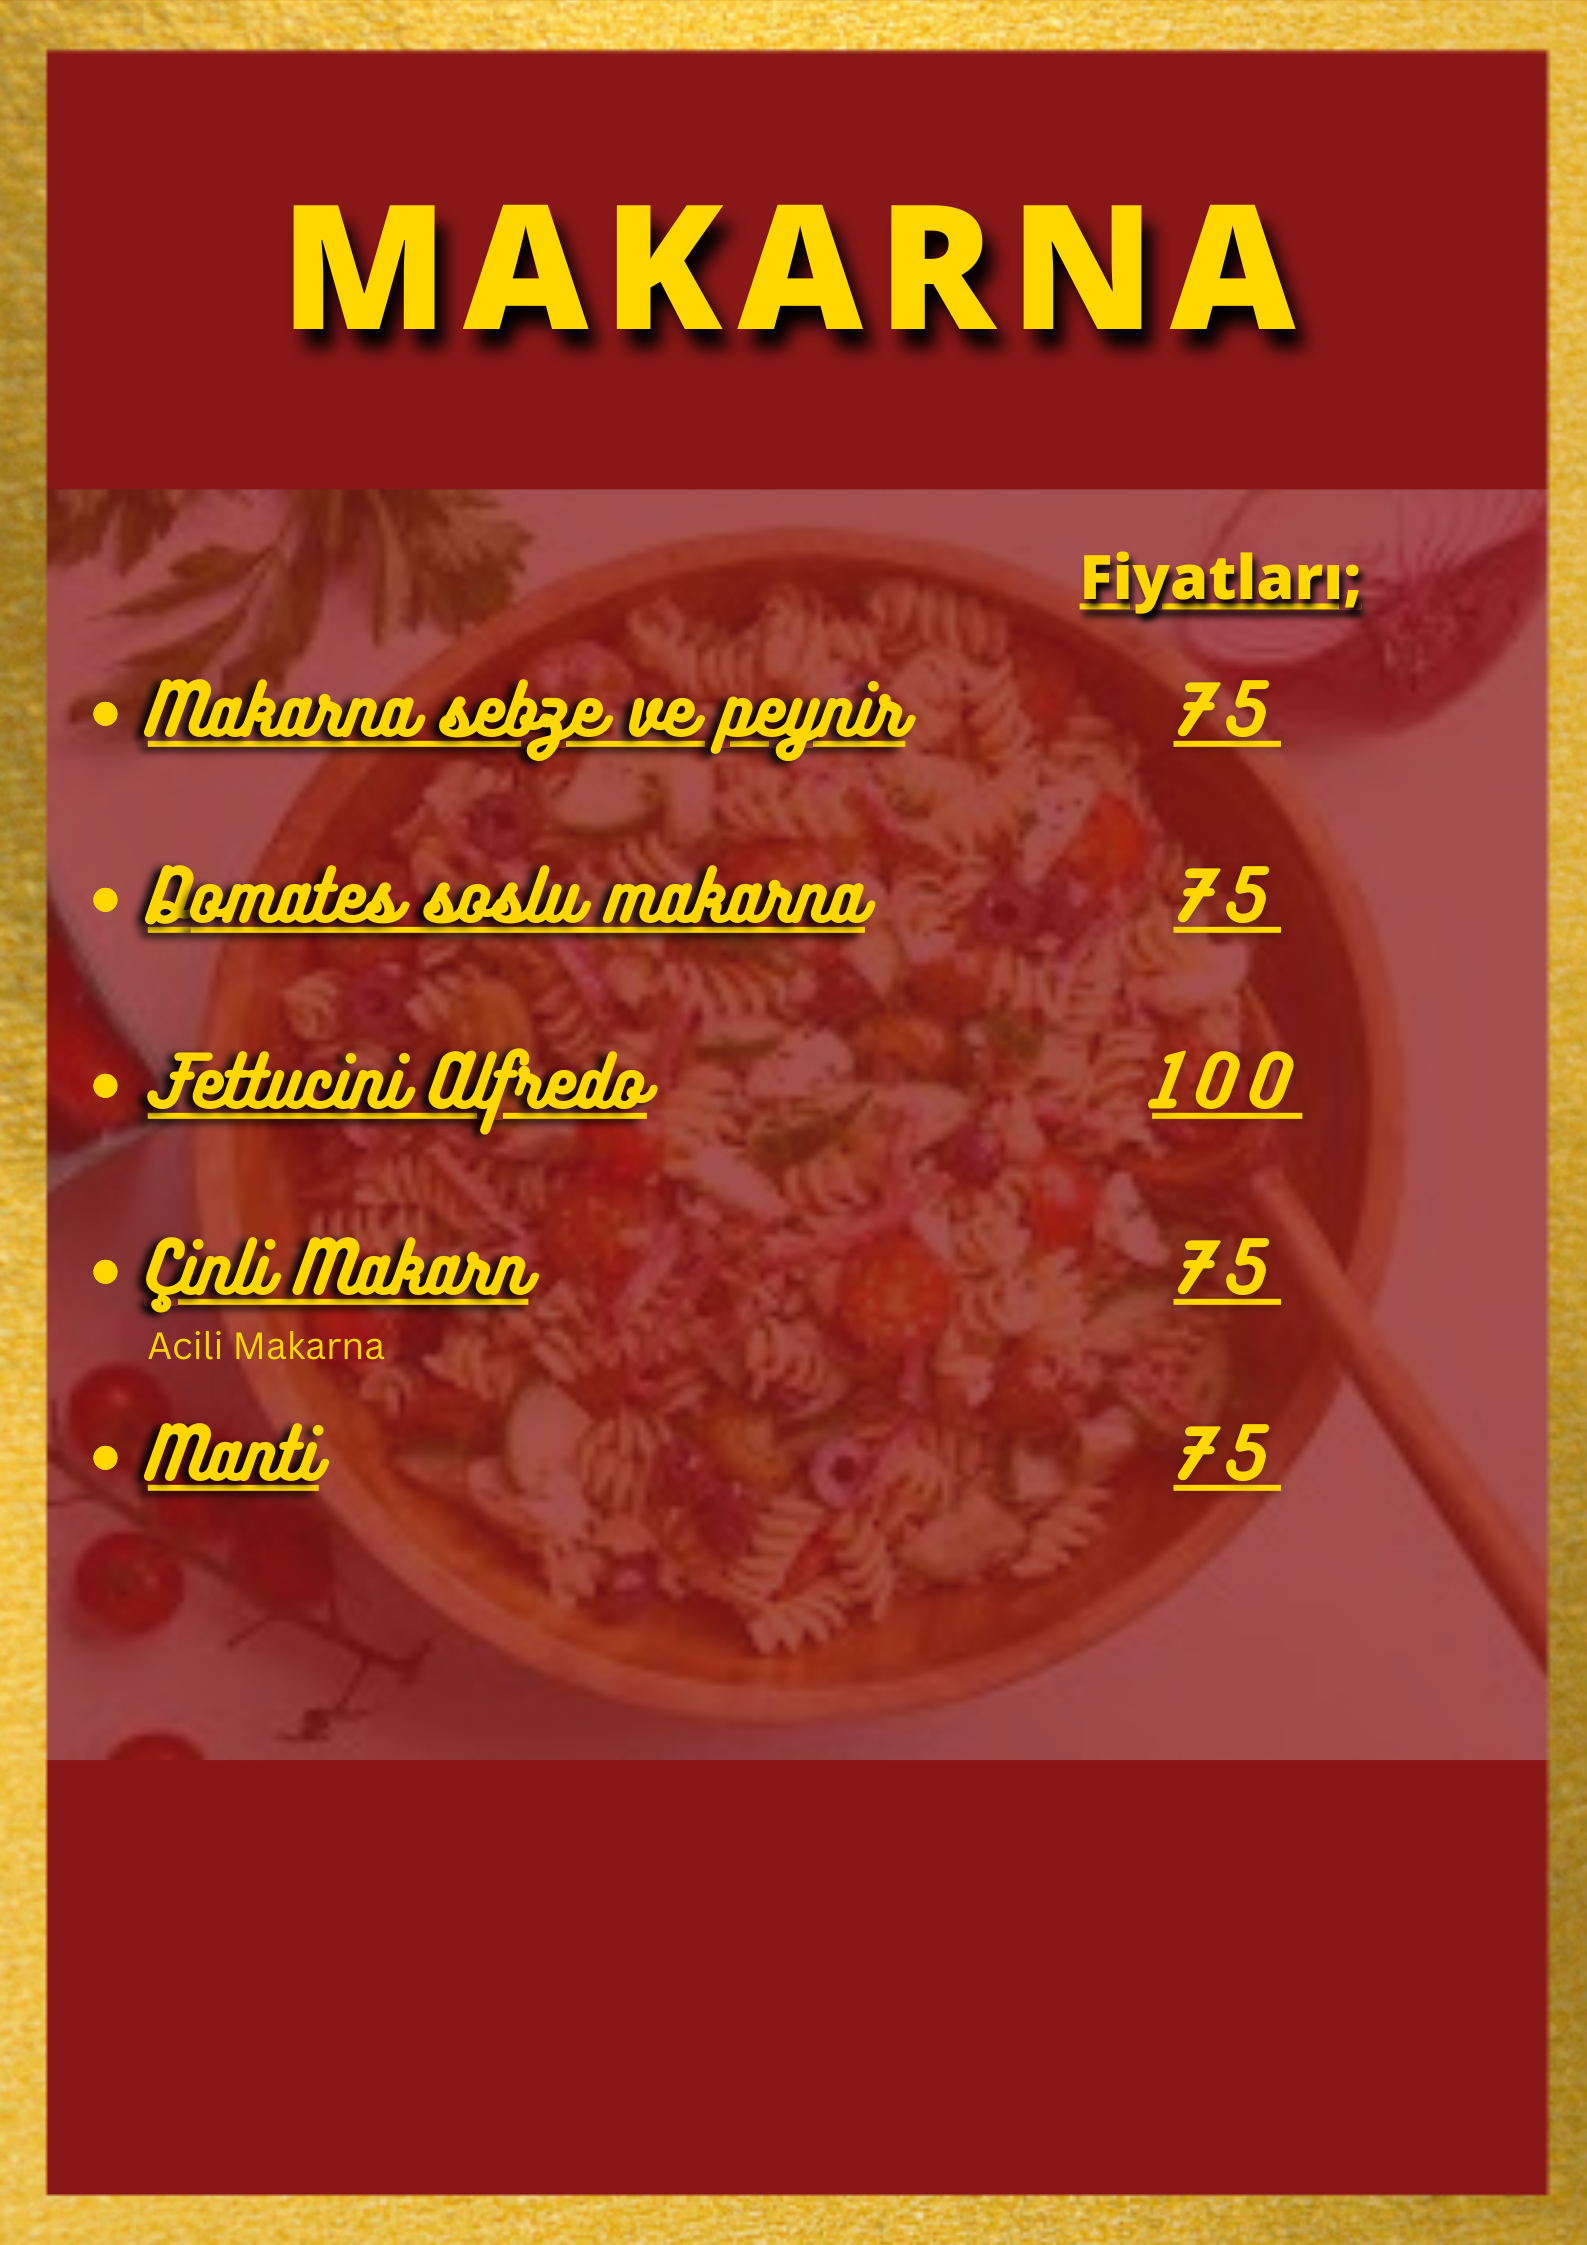 MAKARNA
Fiyatları;
• Makarna sebze ve peynir 75
• Domates soslu makarna 75
• Fettucini Alfredo 100
• Çinli Makarn 75
Acili Makarna
• Manti 75